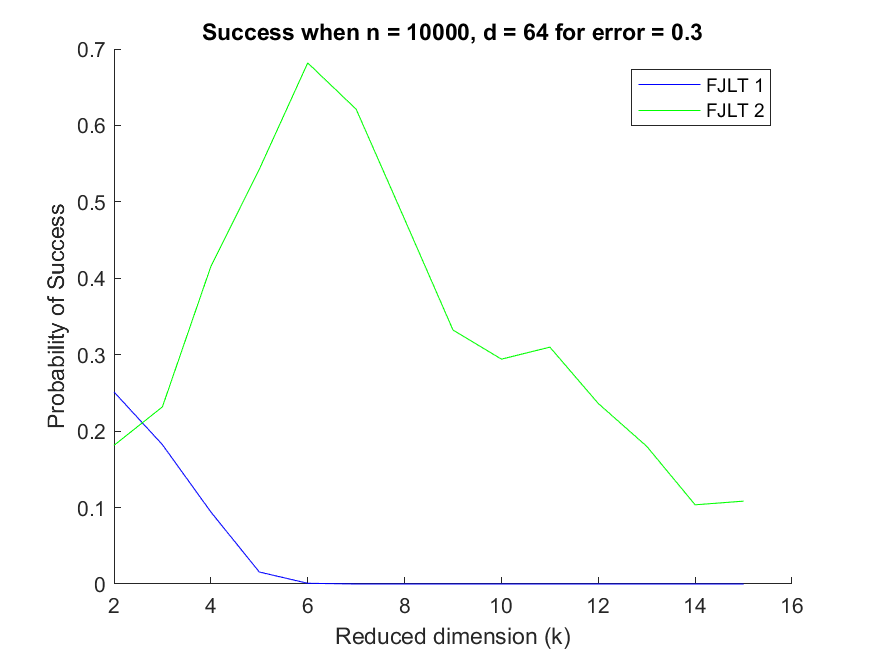 Success when n = 10000, d = 64 for error = 0.3
0.7
0.6
0.5
0.4
0.3
0.2
0.1
0
Probability of Success
FJLT 1
FJLT 2
2 4 6 8 10 12 14 16
Reduced dimension (k)